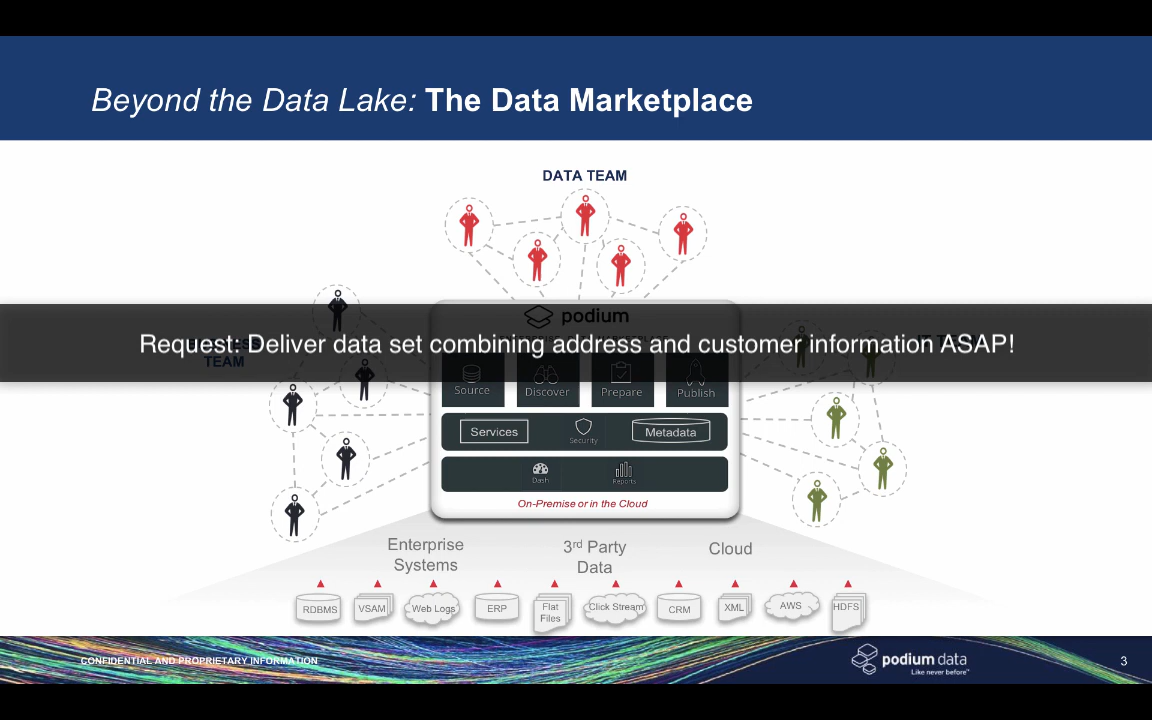 Beyond the Data Lake: The Data Marketplace
DATA TEAM
podium
Request: Deliver data set combining address and customer information ASAP!
TEAM
Source Discover Prepare Publish
Services Security Metadata
Dash Reports
On-Premise or in the Cloud
Enterprise
Systems
3rd Party
Data
Cloud
RDBMS VSAM Web Logs ERP Flat
Files Click Stream CRM XML AWS HDFS
CONFIDENTIAL AND PROPRIETARY INFORMATION
podium data
Like never before™
3